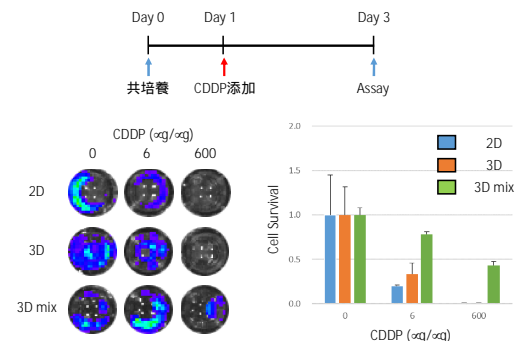 Day 0 Day 1 Day 3
共培養 CDDP添加 Assay
CDDP (∝g/∝g)
0 6 600
2D
3D
3D mix
2.0
1.5
1.0
0.5
0.0
Cell Survival
2D
3D
3D mix
0 6 600
CDDP (∝g/∝g)